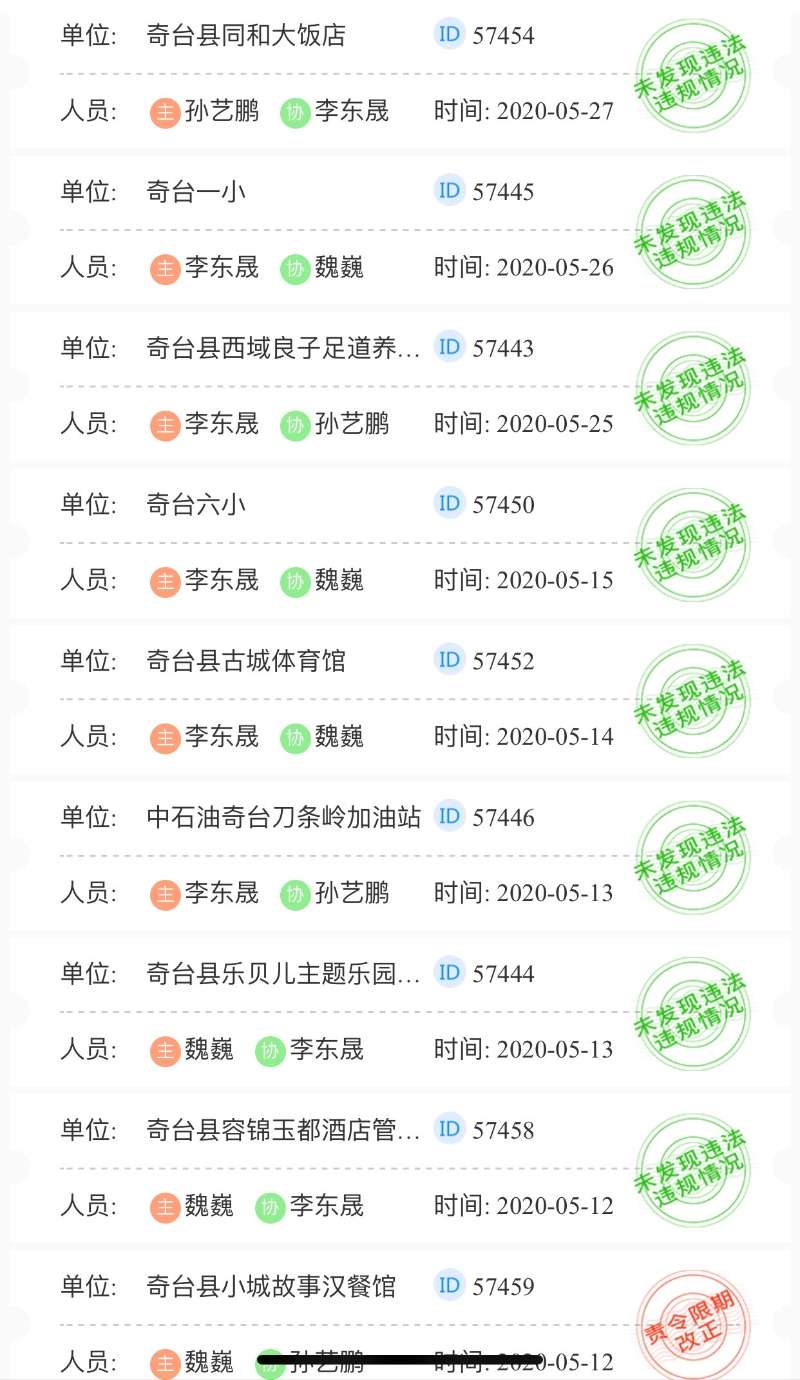 单位: 奇台县同和大饭店 ID 57454
未发现违法
违规情况
人员: 主 孙艺鹏 协 李东晟 时间: 2020-05-27
单位: 奇台一小 ID 57445
未发现违法
违规情况
人员: 主 李东晟 协 魏巍 时间: 2020-05-26
单位: 奇台县西域良子足道养... ID 57443
未发现违法
违规情况
人员: 主 李东晟 协 孙艺鹏 时间: 2020-05-25
单位: 奇台六小 ID 57450
未发现违法
违规情况
人员: 主 李东晟 协 魏巍 时间: 2020-05-15
单位: 奇台县古城体育馆 ID 57452
未发现违法
违规情况
人员: 主 李东晟 协 魏巍 时间: 2020-05-14
单位: 中石油奇台刀条岭加油站 ID 57446
未发现违法
违规情况
人员: 主 李东晟 协 孙艺鹏 时间: 2020-05-13
单位: 奇台县乐贝儿主题乐园... ID 57444
未发现违法
违规情况
人员: 主 魏巍 协 李东晟 时间: 2020-05-13
单位: 奇台县容锦玉都酒店管... ID 57458
未发现违法
违规情况
人员: 主 魏巍 协 李东晟 时间: 2020-05-12
单位: 奇台县小城故事汉餐馆 ID 57459
责令限期
改正
人员: 主 魏巍 协 孙艺鹏 时间: 2020-05-12